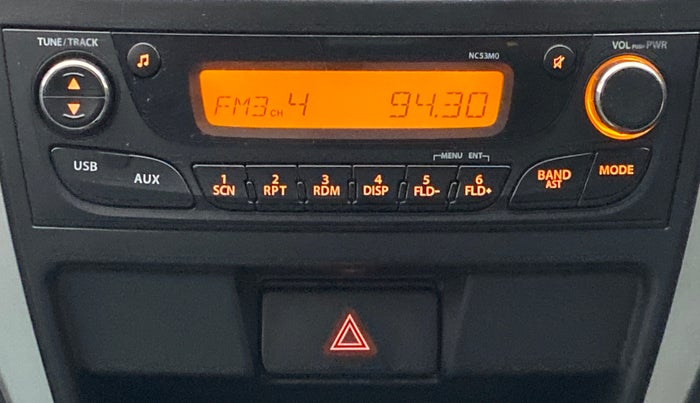 TUNE/TRACK
NC53M0
VOL PUSH PWR
FM3 CH 4 94.30
USB
AUX
MENU ENT
1 SCN
2 RPT
3 RDM
4 DISP
5 FLD-
6 FLD+
BAND AST
MODE